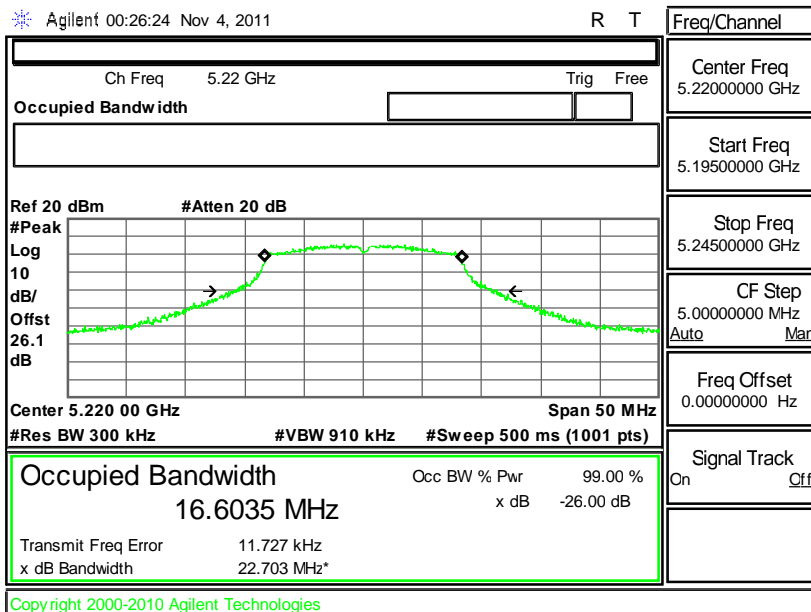 Agilent 00:26:24 Nov 4, 2011 R T
Freq/Channel
Ch Freq 5.22 GHz Trig Free
Occupied Bandwidth
Center Freq
5.22000000 GHz
Start Freq
5.19500000 GHz
Stop Freq
5.24500000 GHz
CF Step
5.00000000 MHz
Auto Man
Freq Offset
0.00000000 Hz
Signal Track
On Off
Ref 20 dBm #Atten 20 dB
#Peak
Log
10
dB/
Offst
26.1
dB
Center 5.220 00 GHz Span 50 MHz
#Res BW 300 kHz #VBW 910 kHz #Sweep 500 ms (1001 pts)
Occupied Bandwidth Occ BW % Pwr 99.00 %
16.6035 MHz x dB -26.00 dB
Transmit Freq Error 11.727 kHz
x dB Bandwidth 22.703 MHz*
Copyright 2000-2010 Agilent Technologies